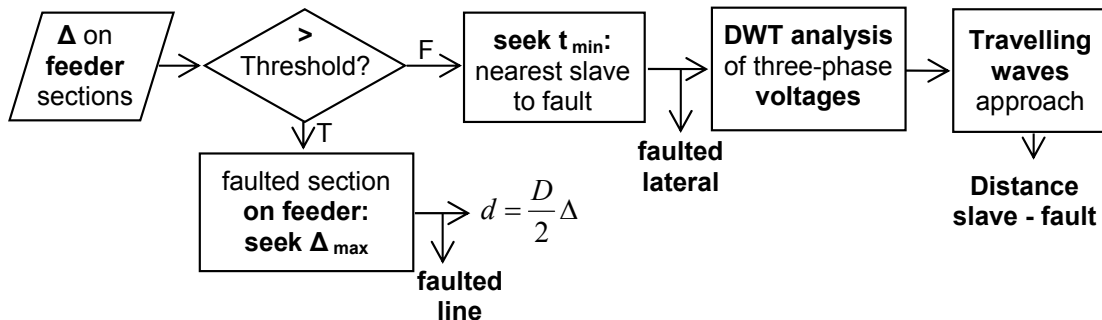 Δ on
feeder
sections
>
Threshold?
F
T
seek t min:
nearest slave
to fault
faulted
lateral
DWT analysis
of three-phase
voltages
Travelling
waves
approach
Distance
slave - fault
faulted section
on feeder:
seek Δ max
d = D/2 Δ
faulted
line